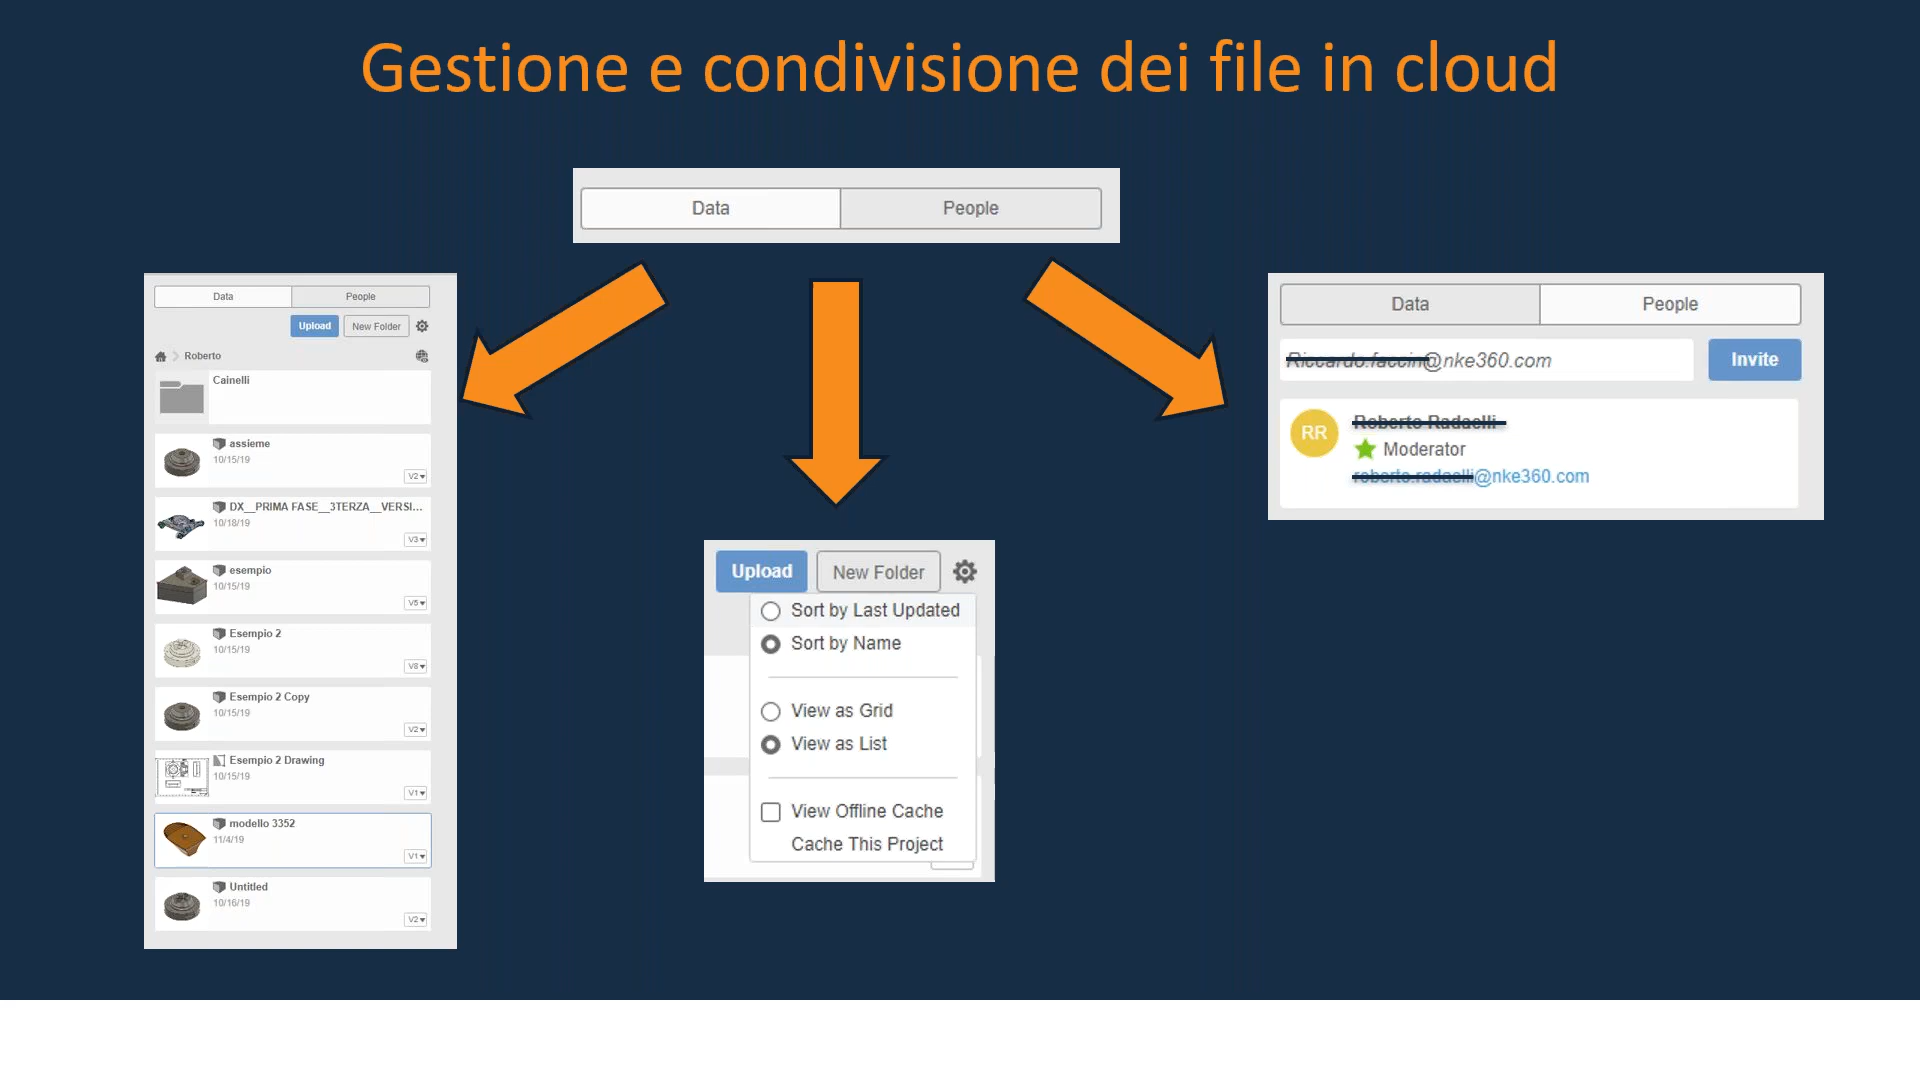 Gestione e condivisione dei file in cloud
Data People
Data People
Upload New Folder
Roberto
Cainelli
assieme
10/15/19
V2
DX__PRIMA FASE__3TERZA__VERSI...
10/18/19
V3
esempio
10/15/19
V5
Esempio 2
10/15/19
V8
Esempio 2 Copy
10/15/19
V2
Esempio 2 Drawing
10/15/19
V1
modello 3352
11/4/19
V1
Untitled
10/16/19
V2
Upload New Folder
Sort by Last Updated
Sort by Name
View as Grid
View as List
View Offline Cache
Cache This Project
Data People
@nke360.com Invite
RR
Moderator
@nke360.com